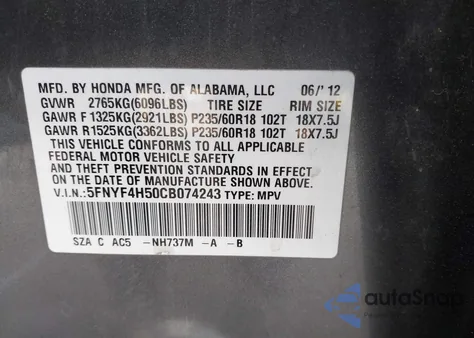 MFD. BY HONDA MFG. OF ALABAMA, LLC 06/' 12
GVWR 2765KG(6096LBS) TIRE SIZE RIM SIZE
GAWR F1325KG(2921LBS) P235/60R18 102T 18X7.5J
GAWR R1525KG(3362LBS) P235/60R18 102T 18X7.5J
THIS VEHICLE CONFORMS TO ALL APPLICABLE
FEDERAL MOTOR VEHICLE SAFETY
AND THEFT PREVENTION STANDARDS IN EFFECT ON
THE DATE OF MANUFACTURE SHOWN ABOVE.
V.I.N.:5FNYF4H50CB074243 TYPE: MPV
SZA C AC5 -NH737M -A -B
autoSnap